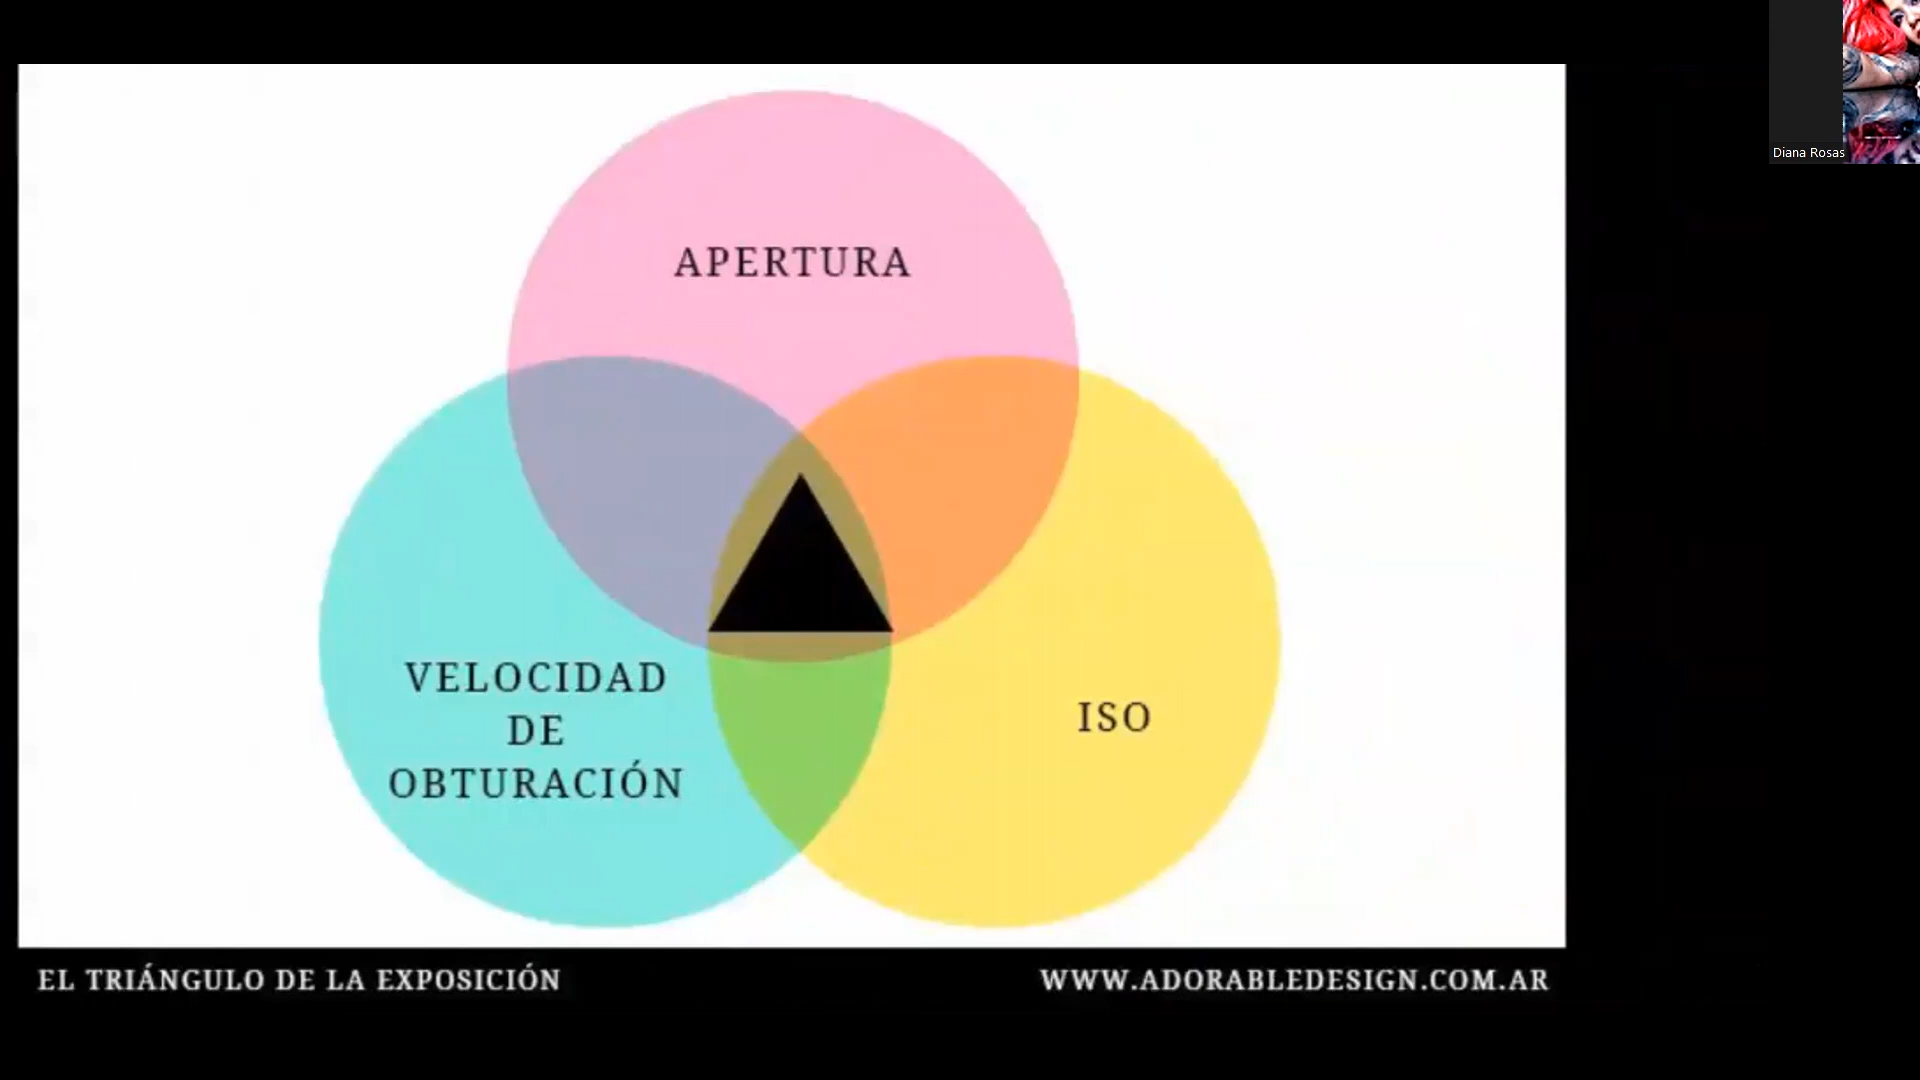 Diana Rosas
APERTURA
VELOCIDAD
DE
OBTURACIÓN
ISO
EL TRIÁNGULO DE LA EXPOSICIÓN
WWW.ADORABLEDESIGN.COM.AR